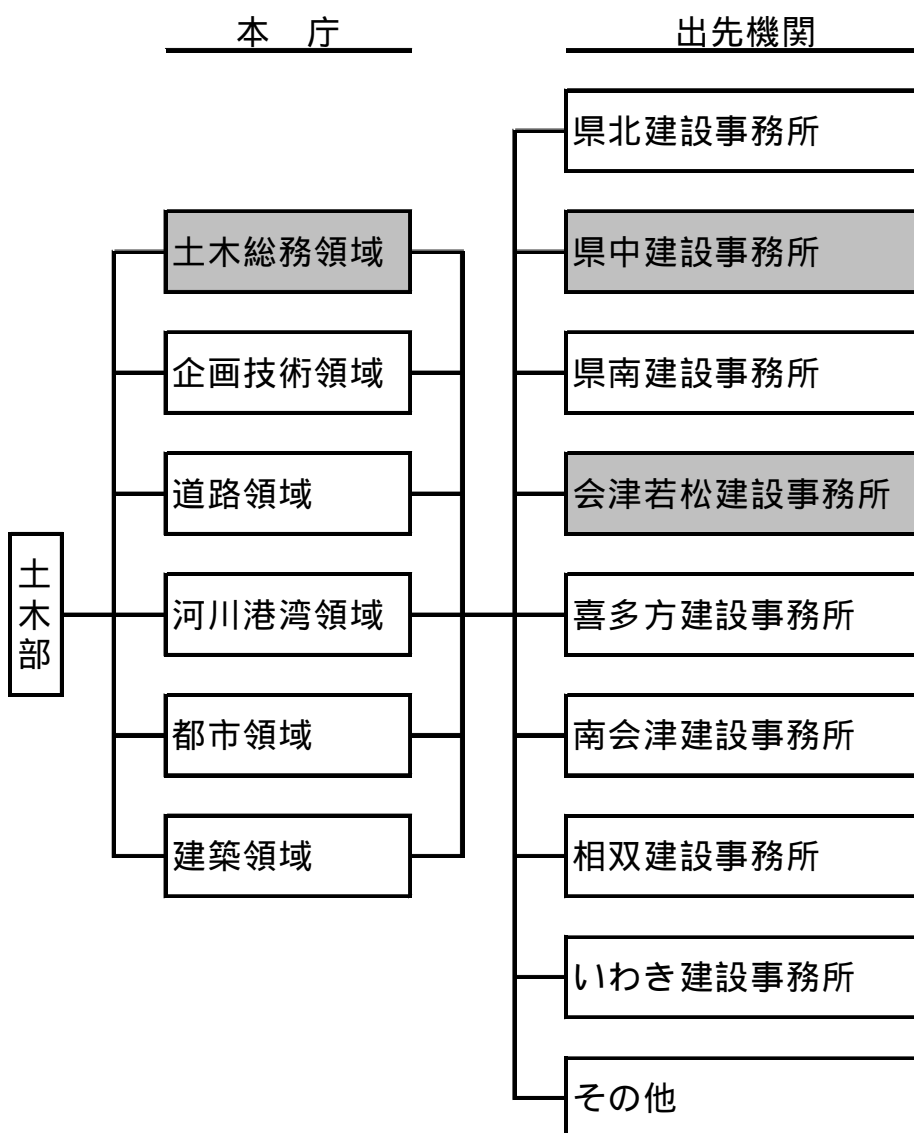 本　庁
出先機関
土木部
土木総務領域
企画技術領域
道路領域
河川港湾領域
都市領域
建築領域
県北建設事務所
県中建設事務所
県南建設事務所
会津若松建設事務所
喜多方建設事務所
南会津建設事務所
相双建設事務所
いわき建設事務所
その他